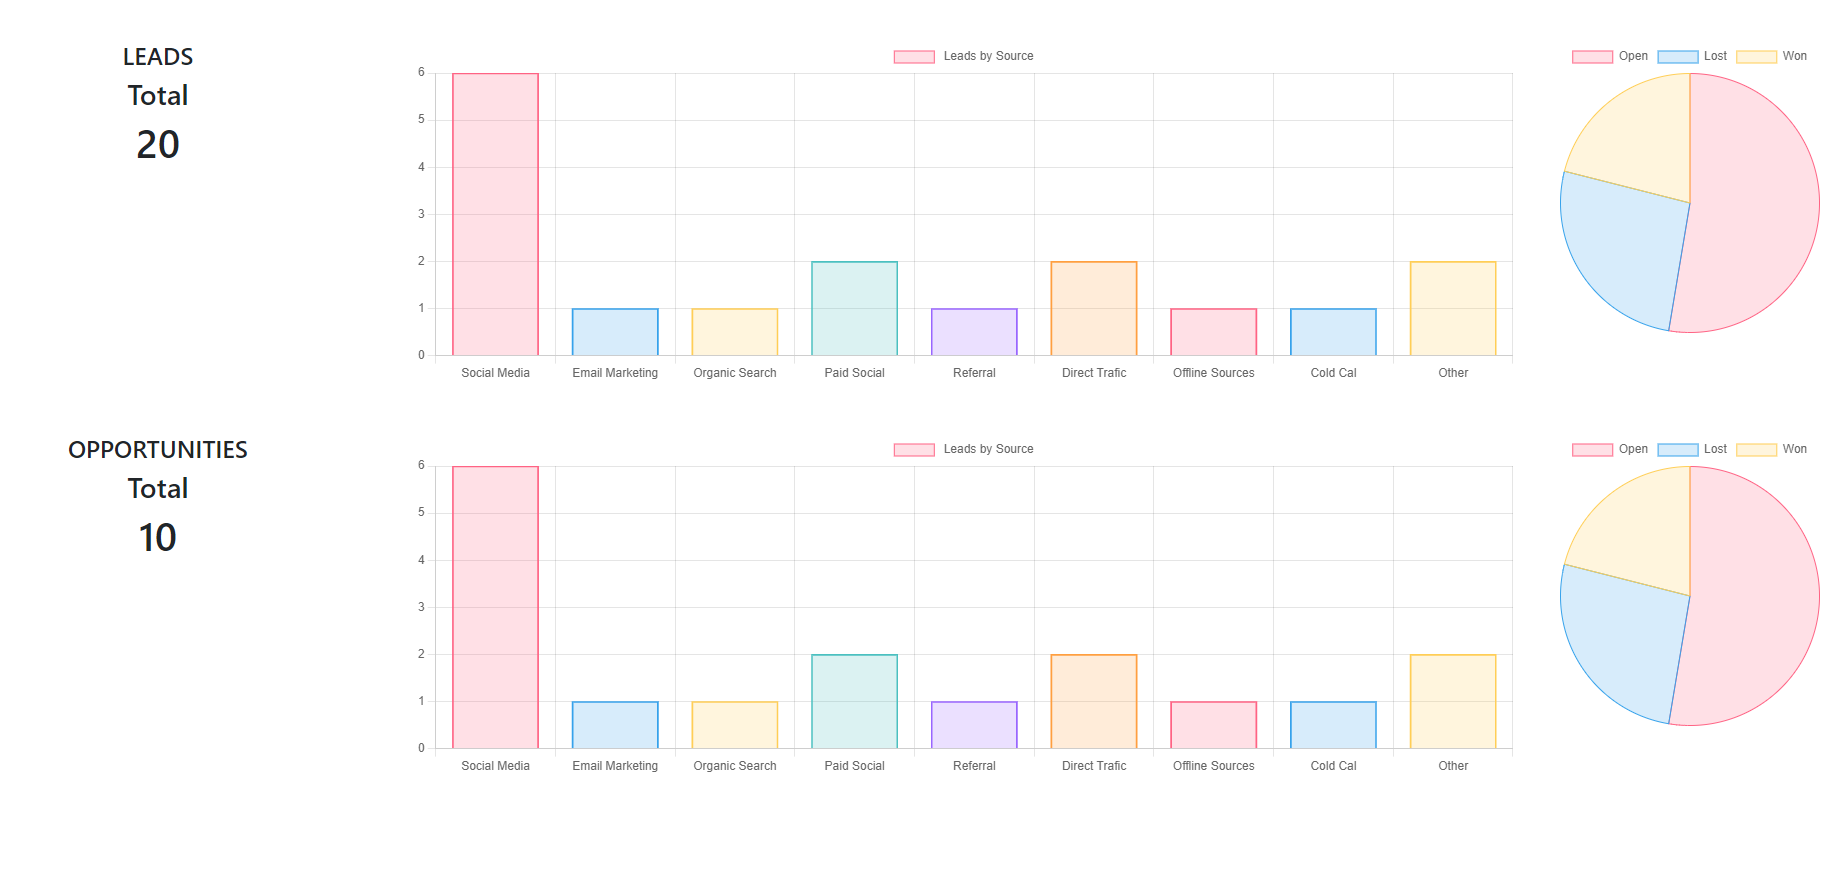 LEADS
Total
20
Leads by Source
6
5
4
3
2
1
0
Social Media Email Marketing Organic Search Paid Social Referral Direct Trafic Offline Sources Cold Cal Other
Open Lost Won
OPPORTUNITIES
Total
10
Leads by Source
6
5
4
3
2
1
0
Social Media Email Marketing Organic Search Paid Social Referral Direct Trafic Offline Sources Cold Cal Other
Open Lost Won